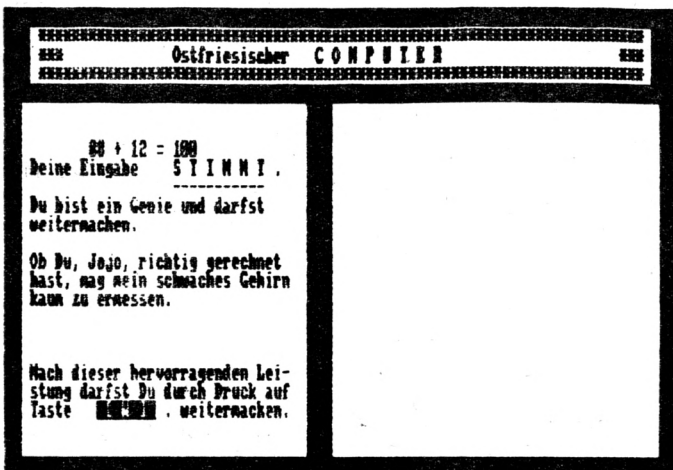 Ostfriesischer C O M P U T E R
88 + 12 = 100
Deine Eingabe S T I M M T .
Du bist ein Genie und darfst
weitermachen.
Ob Du, Jojo, richtig gerechnet
hast, mag mein schwaches Gehirn
kaum zu ermessen.
Nach dieser hervorragenden Lei-
stung darfst Du durch Druck auf
Taste . weitermachen.